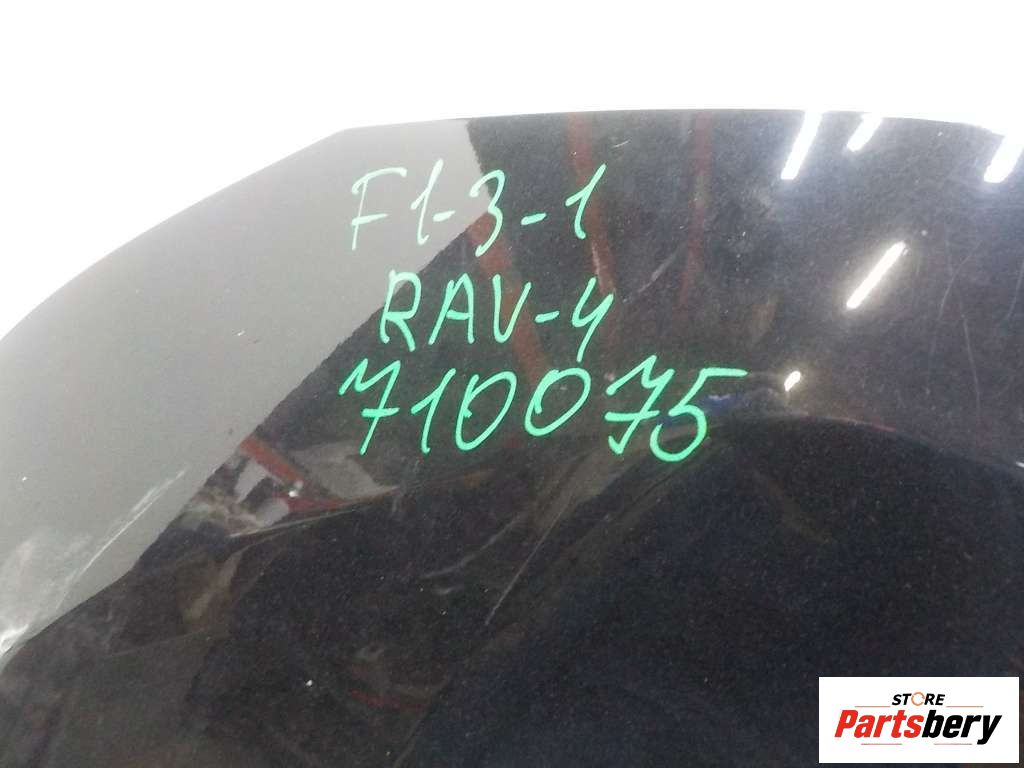 F1-3-1
RAV-4
710075
STORE
Partsbery